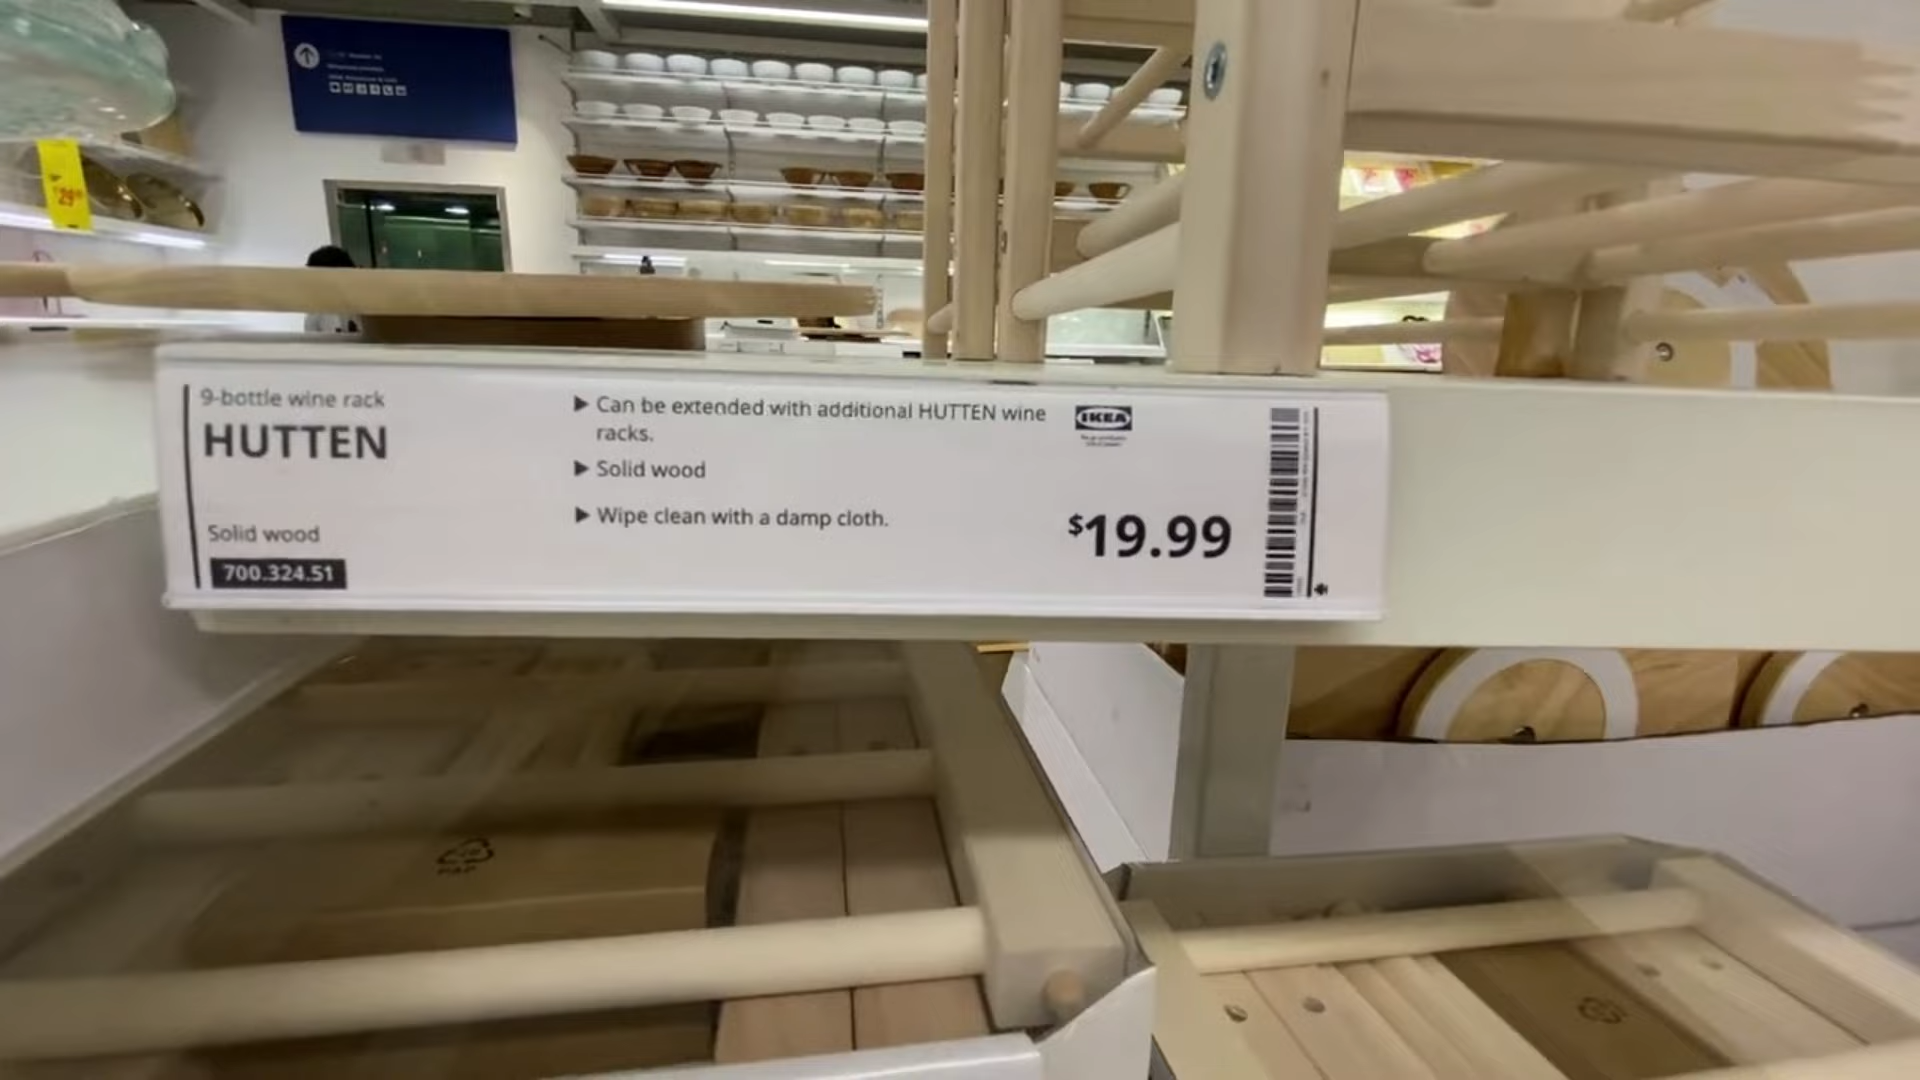 9-bottle wine rack
HUTTEN
Solid wood
700.324.51
▶ Can be extended with additional HUTTEN wine
racks.
▶ Solid wood
▶ Wipe clean with a damp cloth.
IKEA
$19.99
PAP